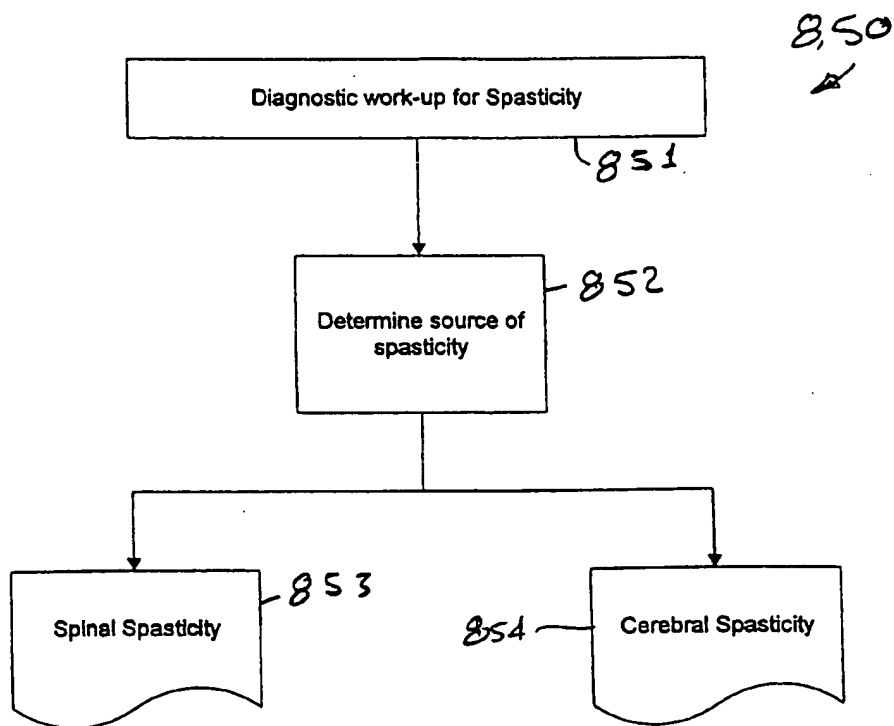 850
Diagnostic work-up for Spasticity
851
Determine source of
spasticity
852
Spinal Spasticity
853
854
Cerebral Spasticity